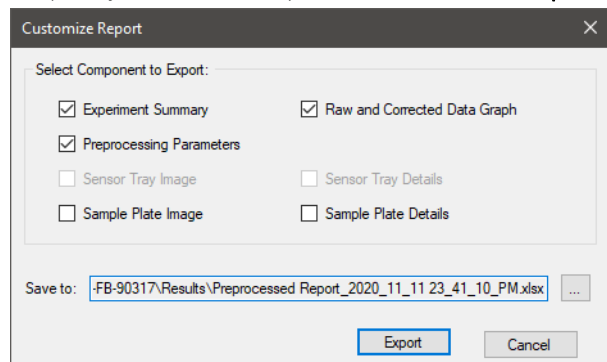 Customize Report
Select Component to Export:
Experiment Summary
Raw and Corrected Data Graph
Preprocessing Parameters
Sensor Tray Image
Sensor Tray Details
Sample Plate Image
Sample Plate Details
Save to: -FB-90317\Results\Preprocessed Report_2020_11_11 23_41_10_PM.xlsx ...
Export Cancel